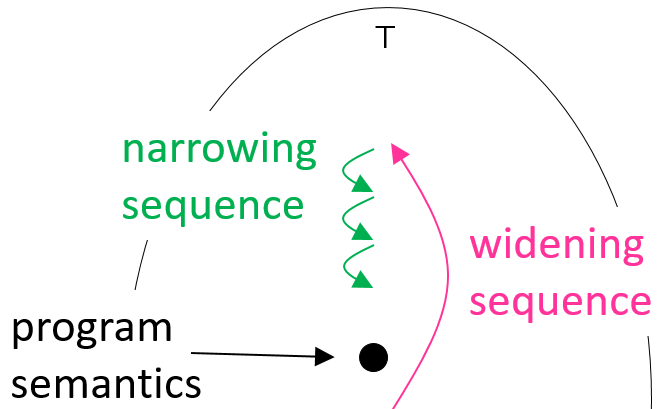 T
narrowing
sequence
widening
sequence
program
semantics